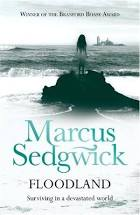 WINNER OF THE BRANFORD BOASE AWARD
Marcus
Sedgwick
FLOODLAND
Surviving in a devastated world